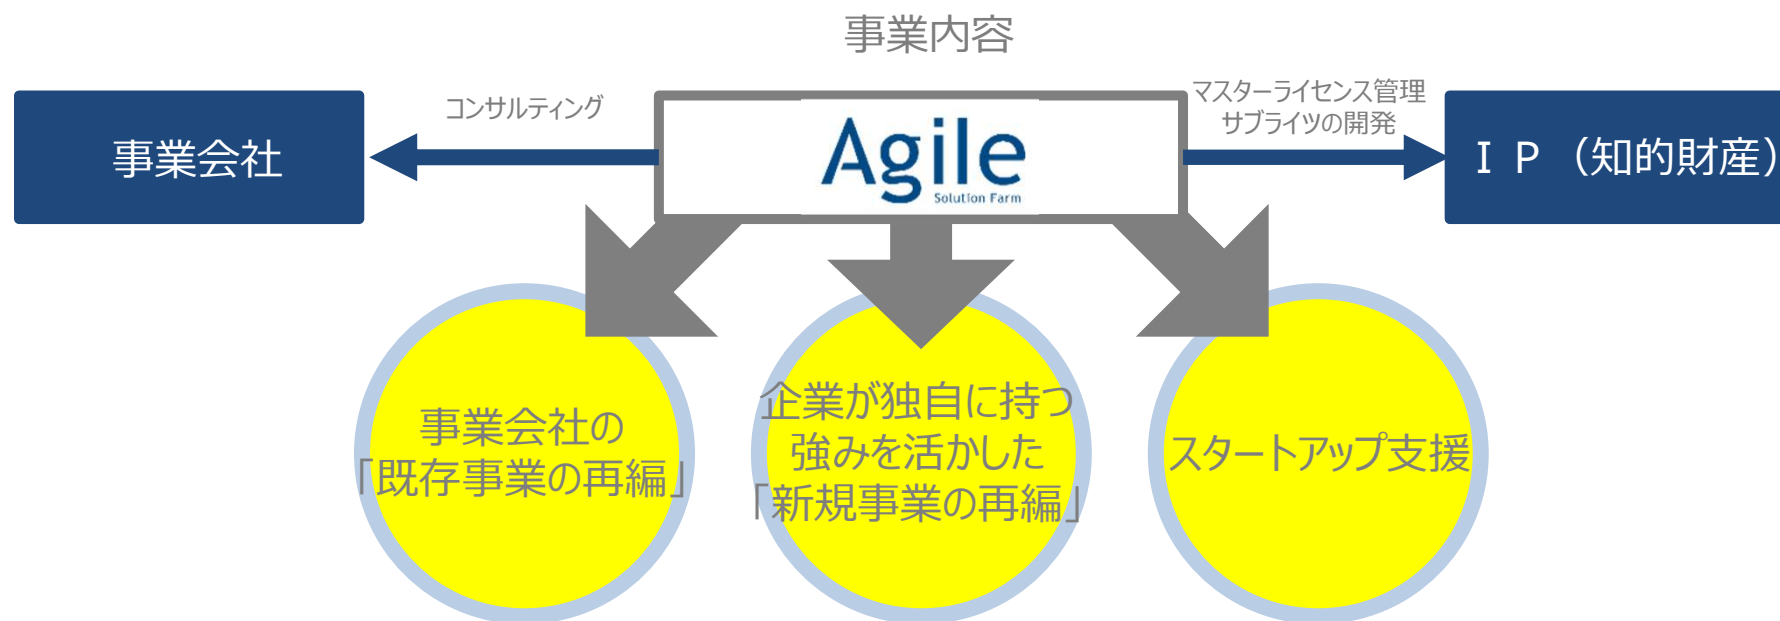 事業内容
事業会社
コンサルティング
Agile
Solution Farm
マスターライセンス管理
サブライツの開発
ＩＰ（知的財産）
事業会社の
「既存事業の再編」
企業が独自に持つ
強みを活かした
「新規事業の再編」
スタートアップ支援